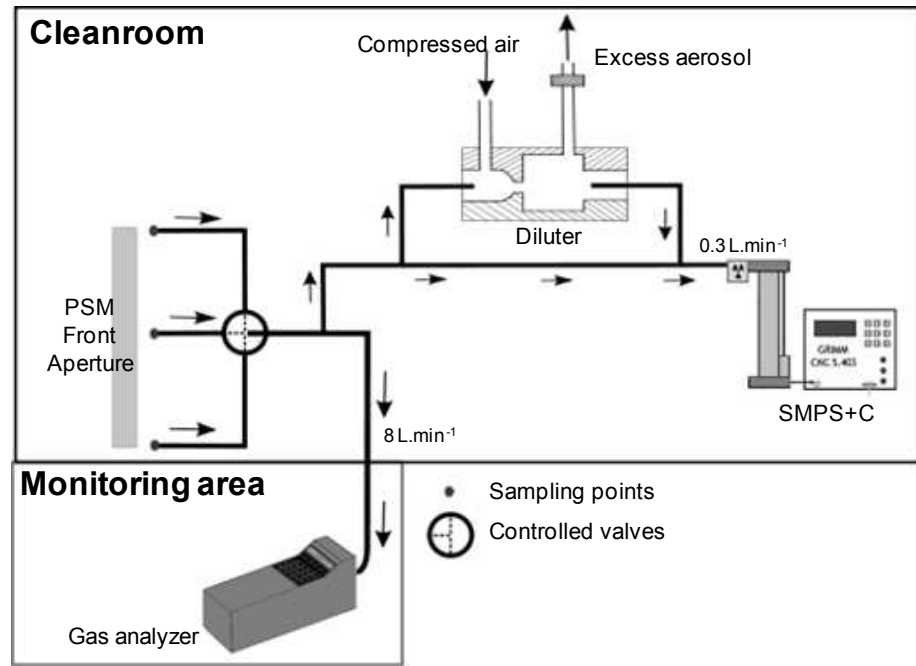 Cleanroom
Compressed air
Excess aerosol
Diluter
0.3 L.min⁻¹
PSM
Front
Aperture
GRIMM
CNC 5.403
SMPS+C
8 L.min⁻¹
Monitoring area
Sampling points
Controlled valves
Gas analyzer